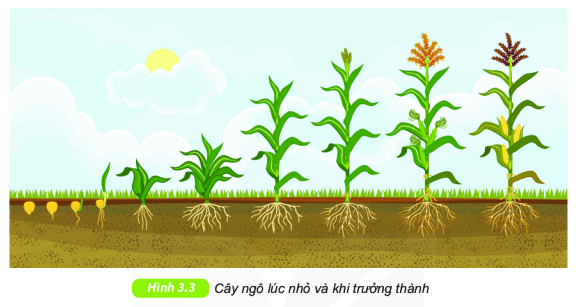 Hình 3.3 Cây ngô lúc nhỏ và khi trưởng thành